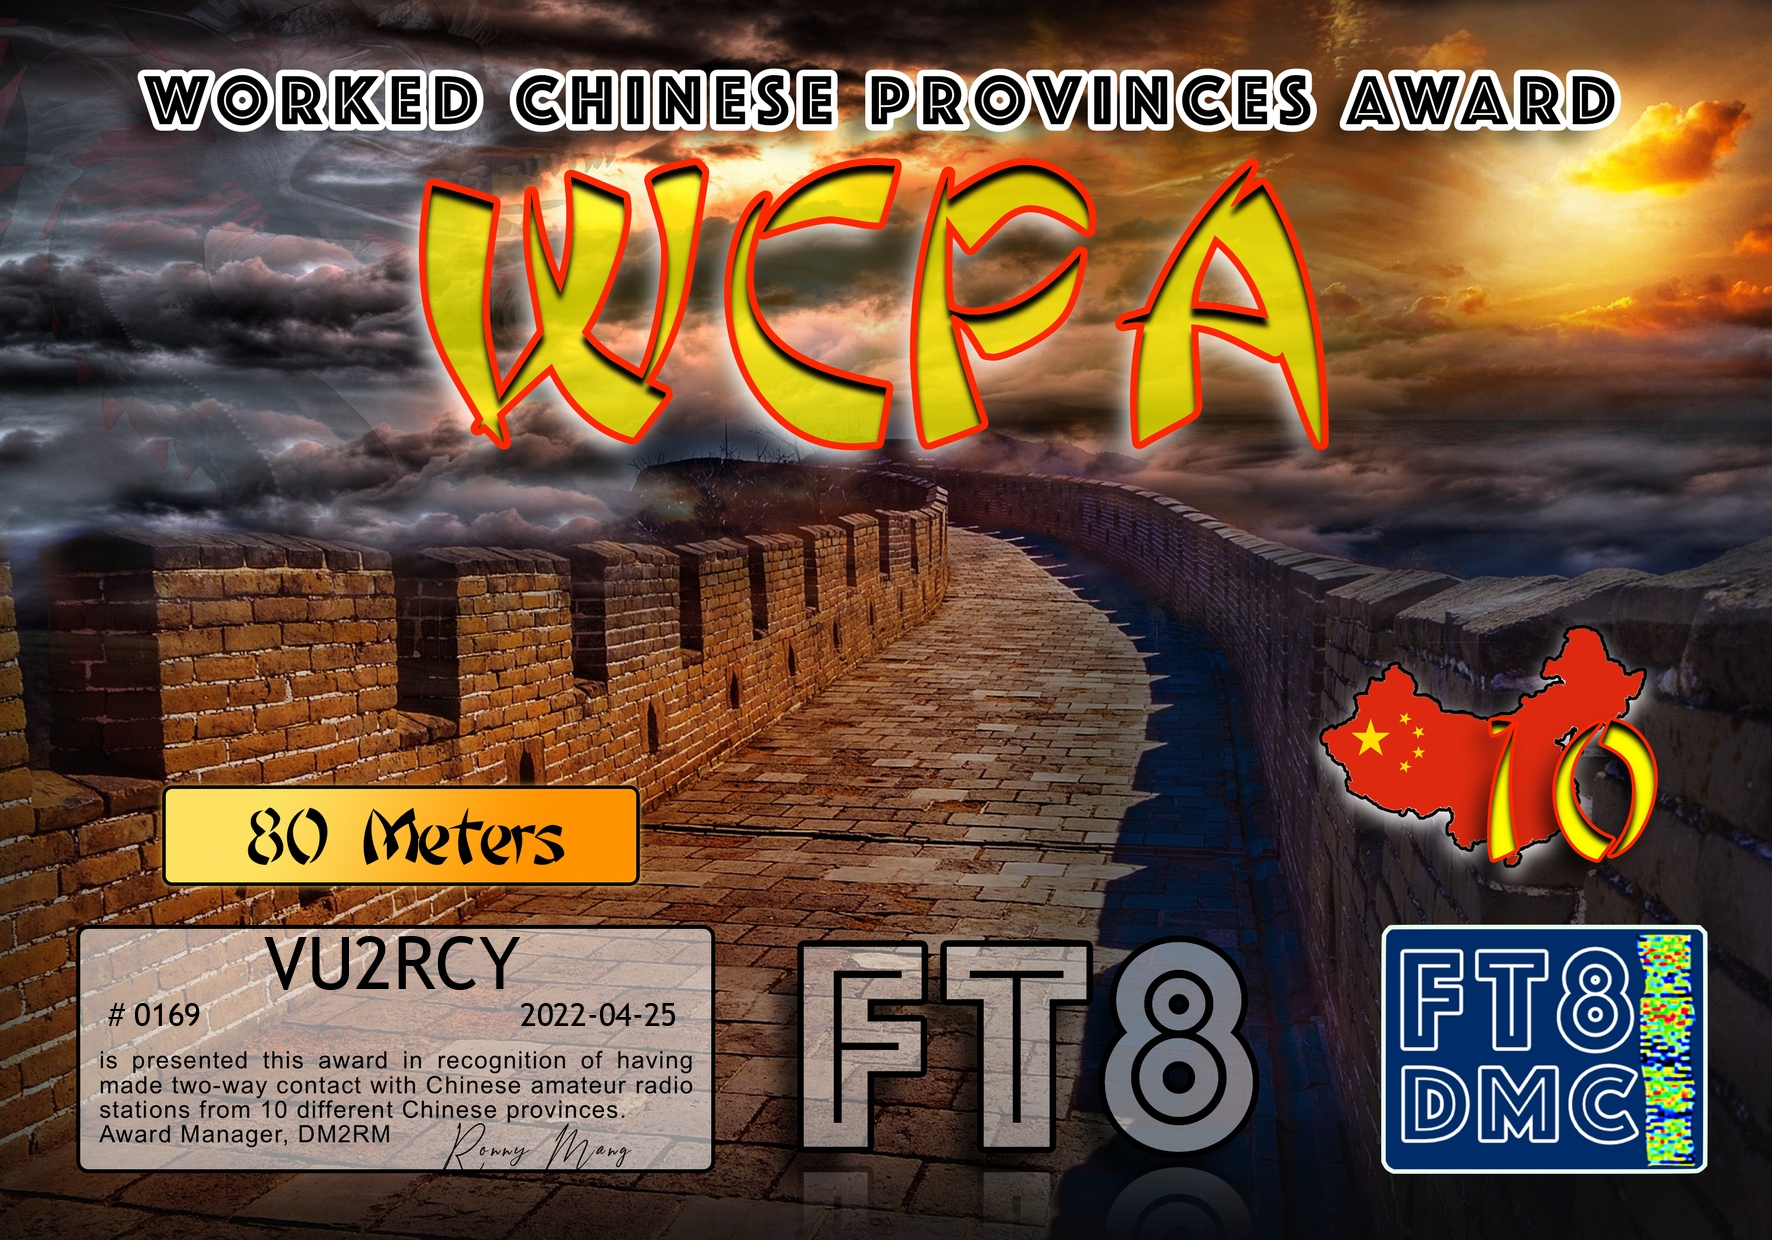 WORKED CHINESE PROVINCES AWARD
WCPA
10
80 Meters
VU2RCY
# 0169 2022-04-25
is presented this award in recognition of having
made two-way contact with Chinese amateur radio
stations from 10 different Chinese provinces.
Award Manager, DM2RM
Ronny Mang
FT8
FT8
DMC